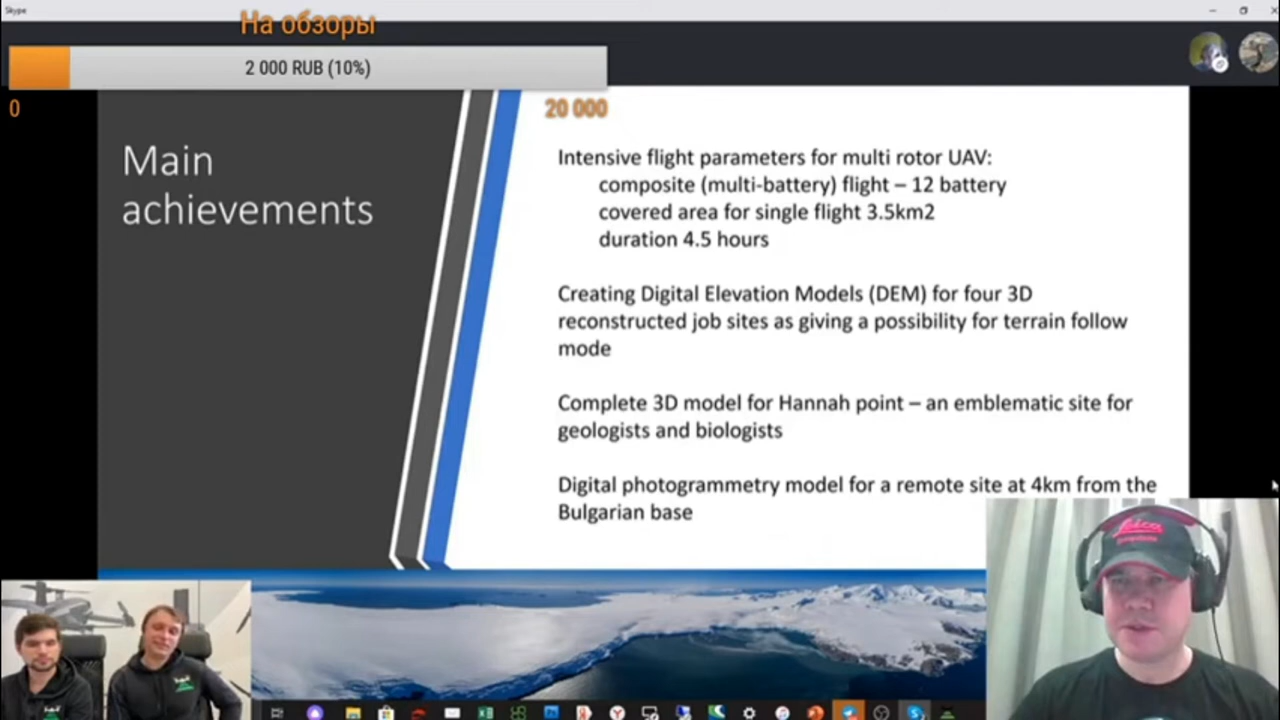 Skype
На обзоры
2 000 RUB (10%)
0
20 000
Main
achievements
Intensive flight parameters for multi rotor UAV:
composite (multi-battery) flight – 12 battery
covered area for single flight 3.5km2
duration 4.5 hours
Creating Digital Elevation Models (DEM) for four 3D
reconstructed job sites as giving a possibility for terrain follow
mode
Complete 3D model for Hannah point – an emblematic site for
geologists and biologists
Digital photogrammetry model for a remote site at 4km from the
Bulgarian base
Leica